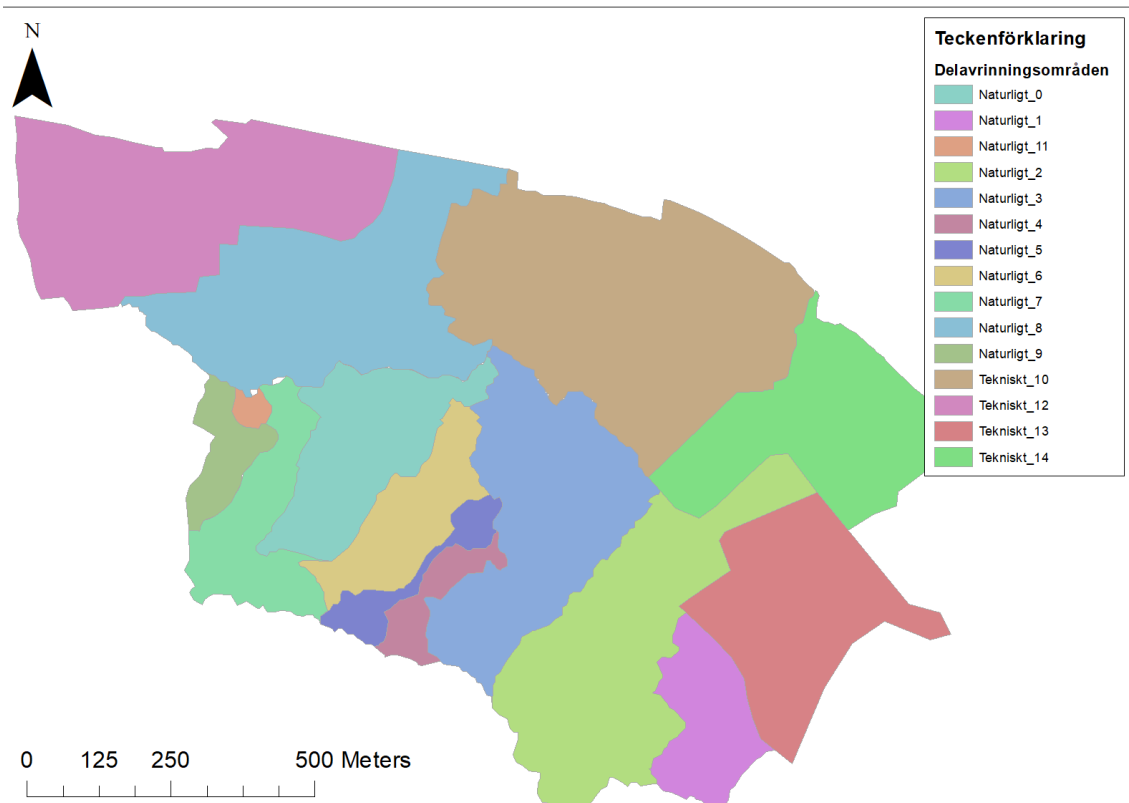 N
Teckenförklaring
Delavrinningsområden
Naturligt_0
Naturligt_1
Naturligt_11
Naturligt_2
Naturligt_3
Naturligt_4
Naturligt_5
Naturligt_6
Naturligt_7
Naturligt_8
Naturligt_9
Tekniskt_10
Tekniskt_12
Tekniskt_13
Tekniskt_14
0 125 250 500 Meters